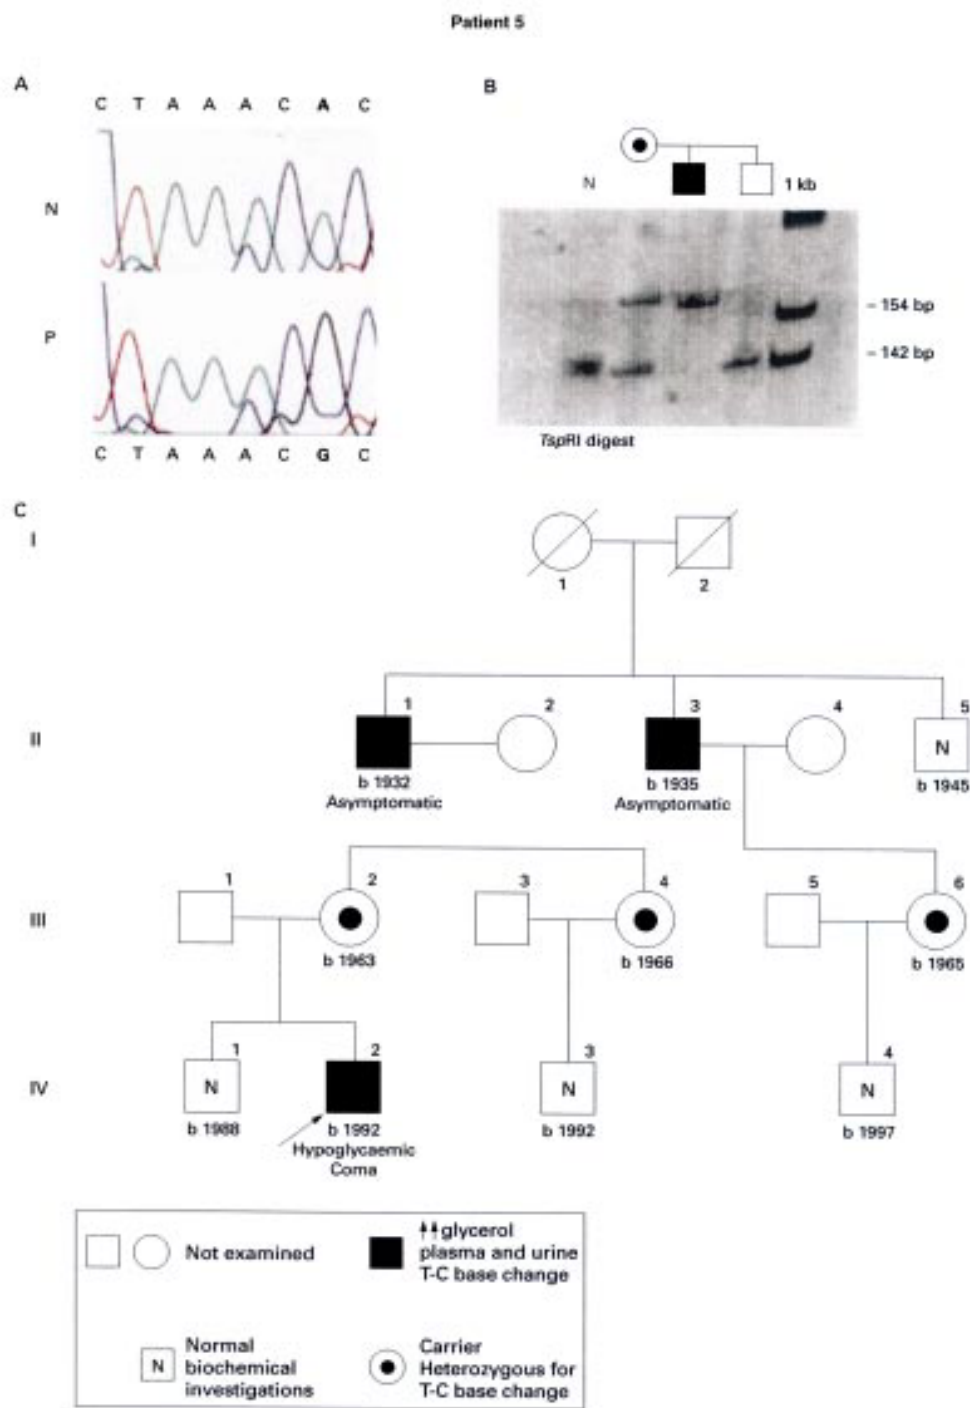 Patient 5
A
C T A A A C A C
N
P
C T A A A C G C
B
N
1 kb
– 154 bp
– 142 bp
TspRI digest
C
I
1
2
II
1
2
3
4
5
N
b 1932
Asymptomatic
b 1935
Asymptomatic
b 1945
III
1
2
3
4
5
6
b 1963
b 1966
b 1965
IV
1
2
3
4
N
N
N
b 1988
b 1992
Hypoglycaemic
Coma
b 1992
b 1997
Not examined
↑↑glycerol
plasma and urine
T-C base change
N
Normal
biochemical
investigations
Carrier
Heterozygous for
T-C base change